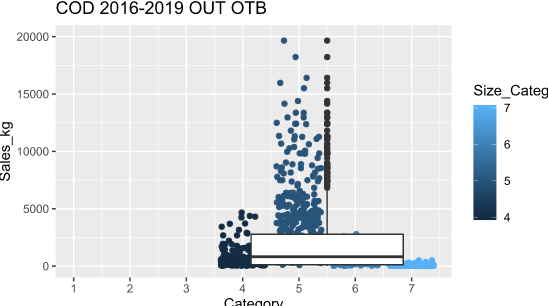 COD 2016-2019 OUT OTB
20000
15000
10000
5000
0
Sales_kg
1 2 3 4 5 6 7
Category
Size_Categ
7
6
5
4